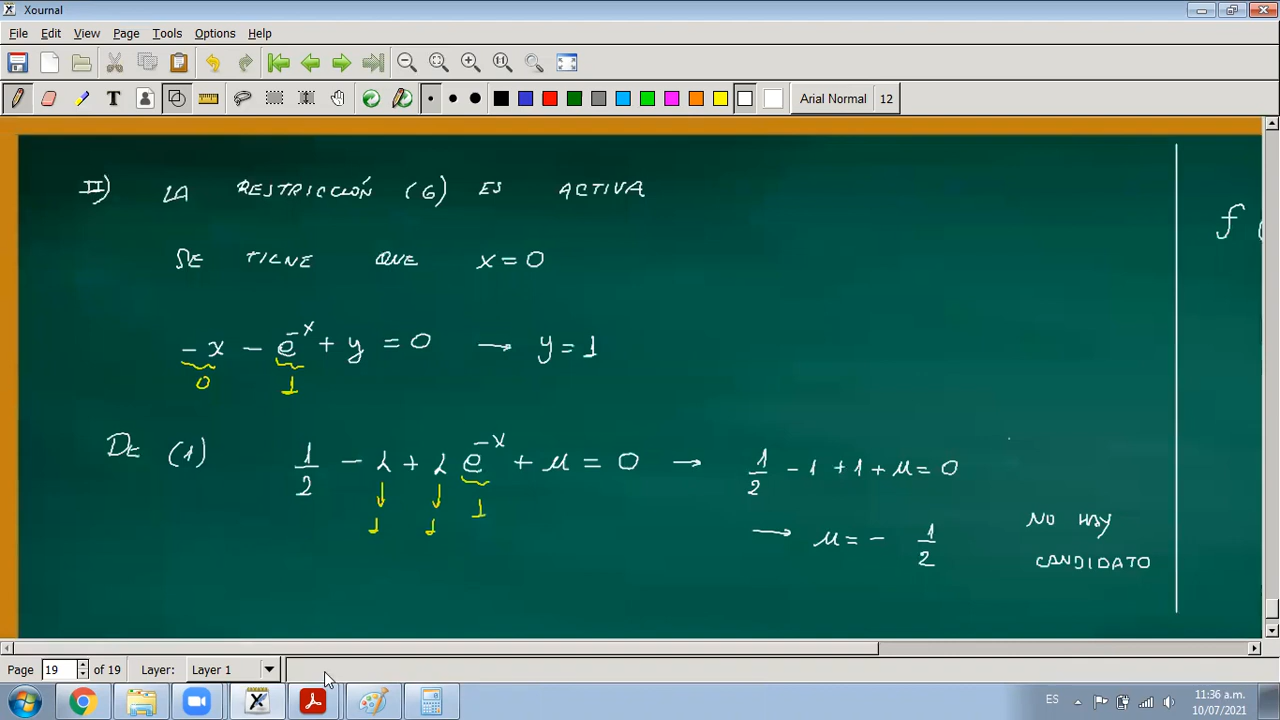 Xournal
File Edit View Page Tools Options Help
Arial Normal 12
II) LA RESTRICCIÓN (6) ES ACTIVA
SE TIENE QUE x = 0
-x - e^-x + y = 0 → y = 1
0 1
DE (1) 1/2 - λ + λ e^-x + μ = 0 → 1/2 - 1 + 1 + μ = 0
1 1 1
→ μ = - 1/2
NO HAY
CANDIDATO
f (
Page 19 of 19 Layer: Layer 1
ES 11:36 a.m.
10/07/2021